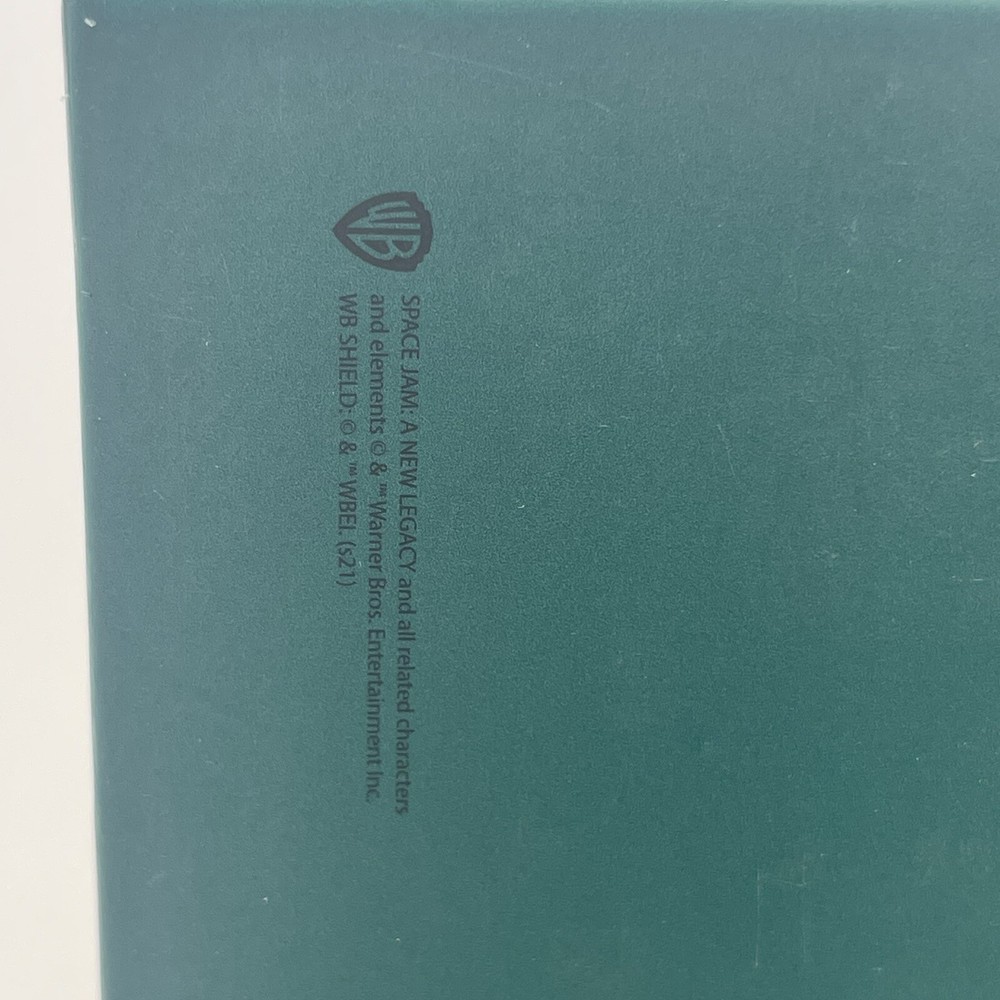 WB
SPACE JAM: A NEW LEGACY and all related characters
and elements © & ™ Warner Bros. Entertainment Inc.
WB SHIELD: © & ™ WBEI. (s21)